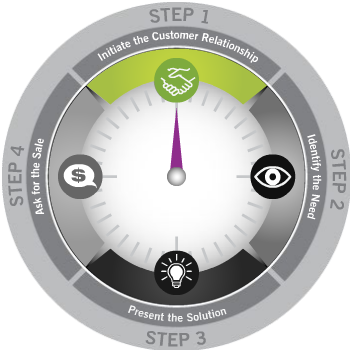 STEP 1
Initiate the Customer Relationship
STEP 2
Identify the Need
STEP 3
Present the Solution
STEP 4
Ask for the Sale
$